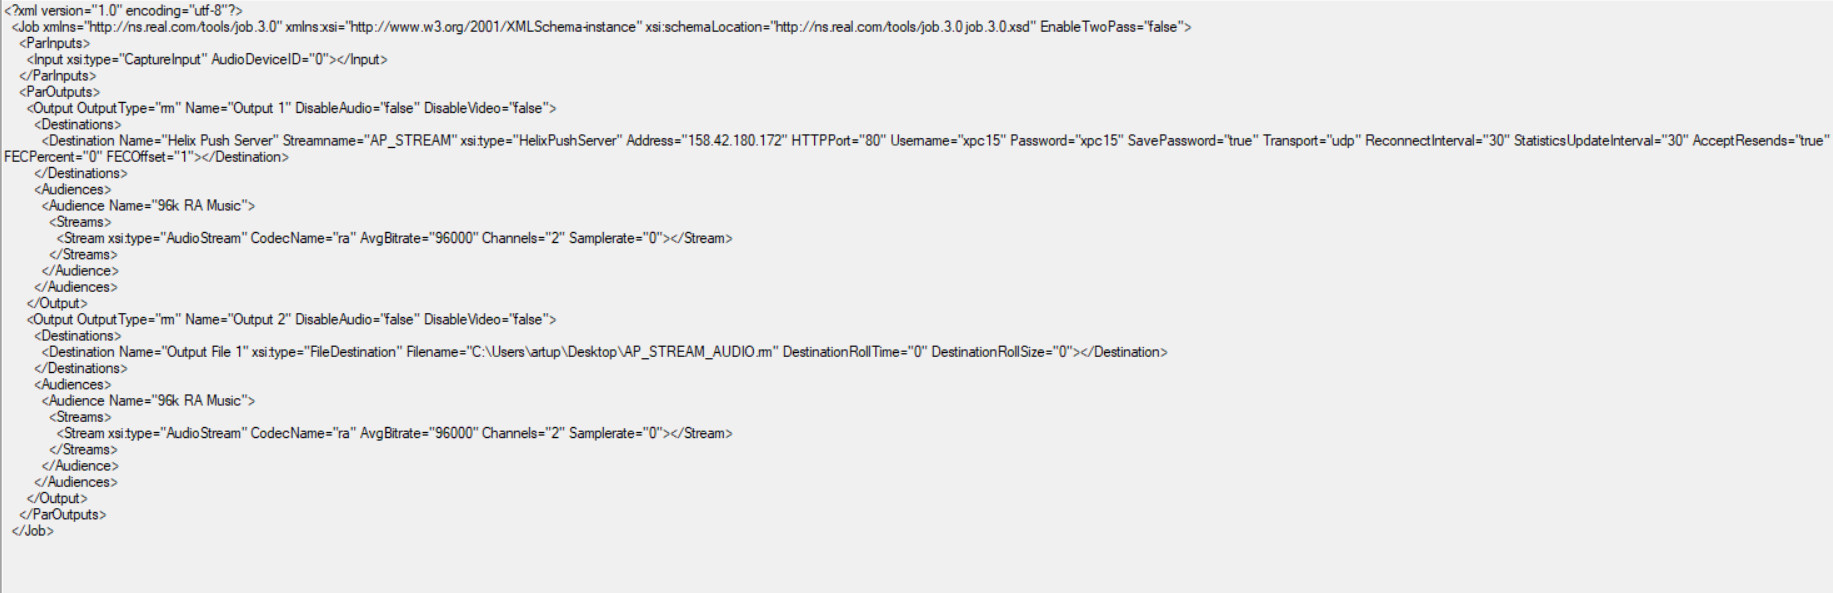 <?xml version="1.0" encoding="utf-8"?>
<Job xmlns="http://ns.real.com/tools/job.3.0" xmlns:xsi="http://www.w3.org/2001/XMLSchema-instance" xsi:schemaLocation="http://ns.real.com/tools/job.3.0 job.3.0.xsd" EnableTwoPass="false">
<ParInputs>
<Input xsi:type="CaptureInput" AudioDeviceID="0"></Input>
</ParInputs>
<ParOutputs>
<Output OutputType="rm" Name="Output 1" DisableAudio="false" DisableVideo="false">
<Destinations>
<Destination Name="Helix Push Server" Streamname="AP_STREAM" xsi:type="HelixPushServer" Address="158.42.180.172" HTTPPort="80" Username="xpc15" Password="xpc15" SavePassword="true" Transport="udp" ReconnectInterval="30" StatisticsUpdateInterval="30" AcceptResends="true"
FECPercent="0" FECOffset="1"></Destination>
</Destinations>
<Audiences>
<Audience Name="96k RA Music">
<Streams>
<Stream xsi:type="AudioStream" CodecName="ra" AvgBitrate="96000" Channels="2" Samplerate="0"></Stream>
</Streams>
</Audience>
</Audiences>
</Output>
<Output OutputType="rm" Name="Output 2" DisableAudio="false" DisableVideo="false">
<Destinations>
<Destination Name="Output File 1" xsi:type="FileDestination" Filename="C:\Users\artup\Desktop\AP_STREAM_AUDIO.rm" DestinationRollTime="0" DestinationRollSize="0"></Destination>
</Destinations>
<Audiences>
<Audience Name="96k RA Music">
<Streams>
<Stream xsi:type="AudioStream" CodecName="ra" AvgBitrate="96000" Channels="2" Samplerate="0"></Stream>
</Streams>
</Audience>
</Audiences>
</Output>
</ParOutputs>
</Job>